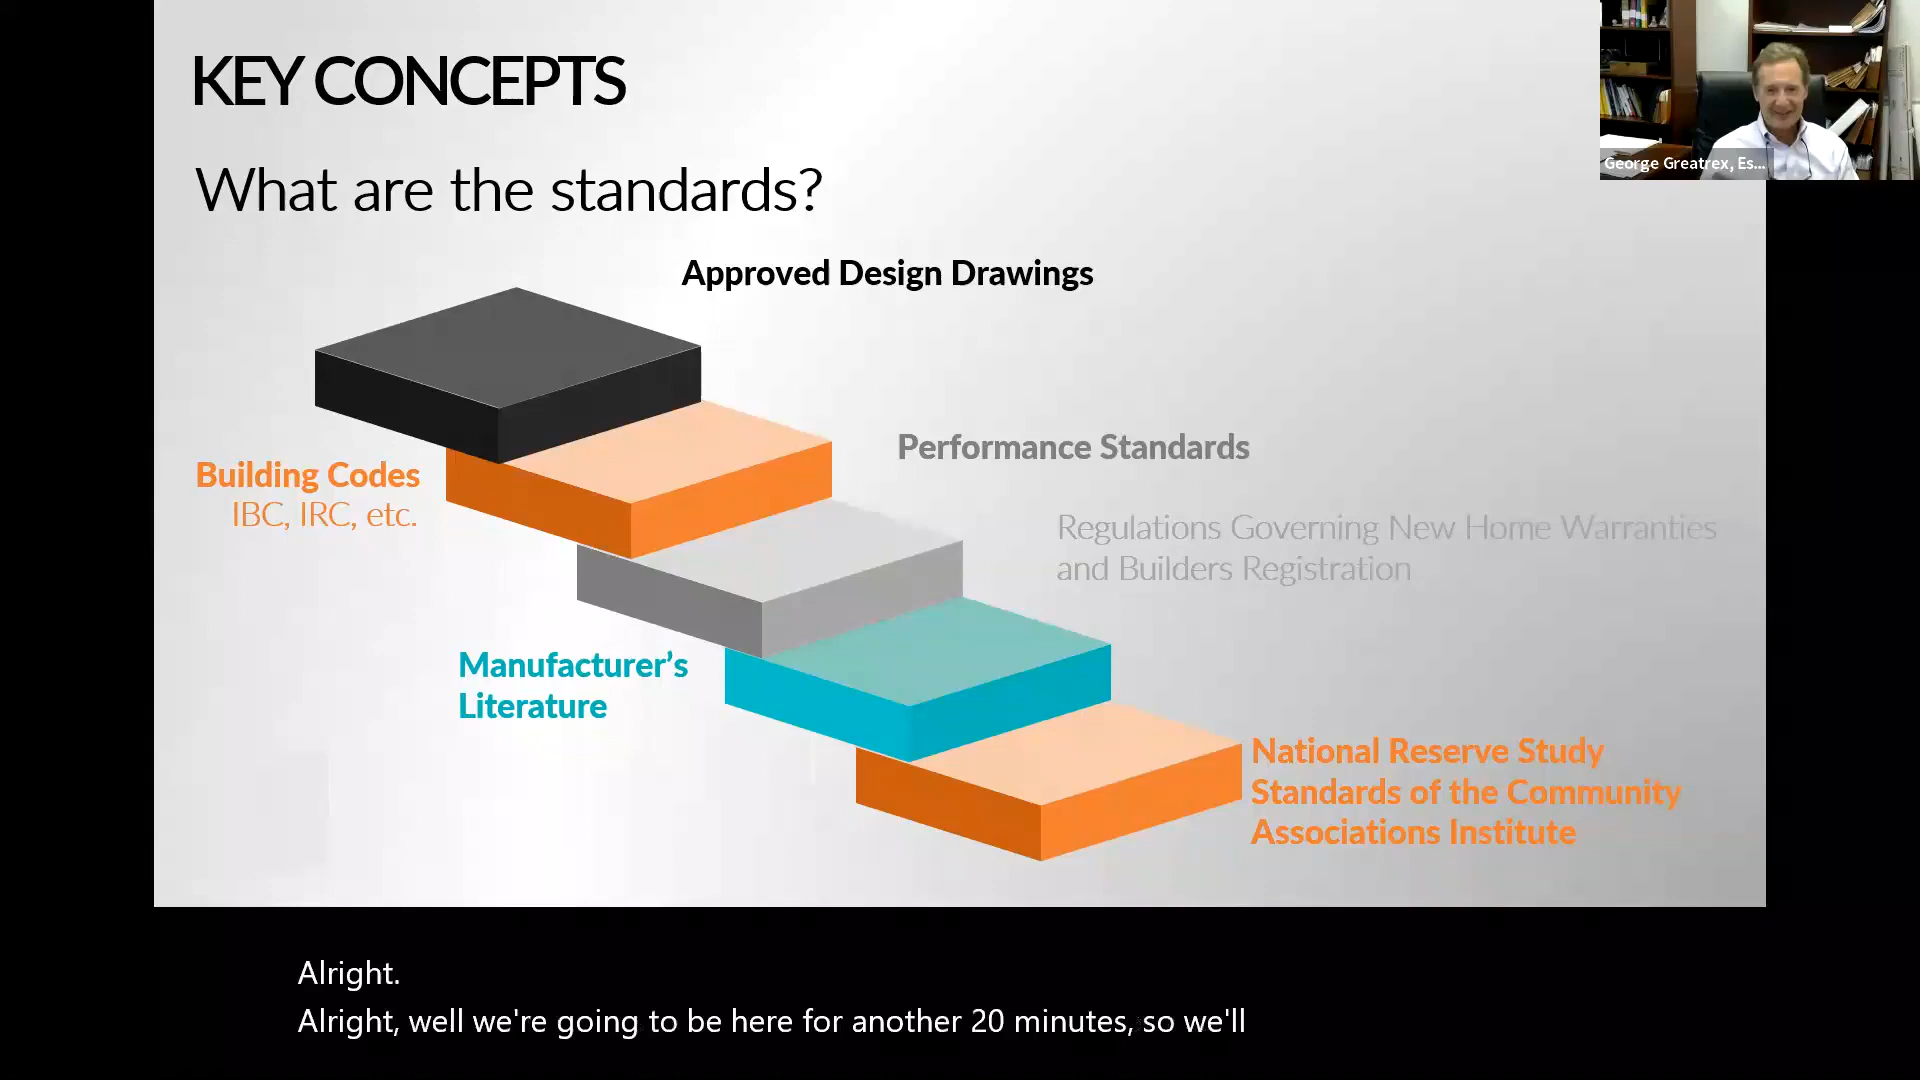 KEY CONCEPTS
What are the standards?
George Greatrex, Es...
Approved Design Drawings
Building Codes
IBC, IRC, etc.
Performance Standards
Regulations Governing New Home Warranties
and Builders Registration
Manufacturer’s
Literature
National Reserve Study
Standards of the Community
Associations Institute
Alright.
Alright, well we're going to be here for another 20 minutes, so we'll